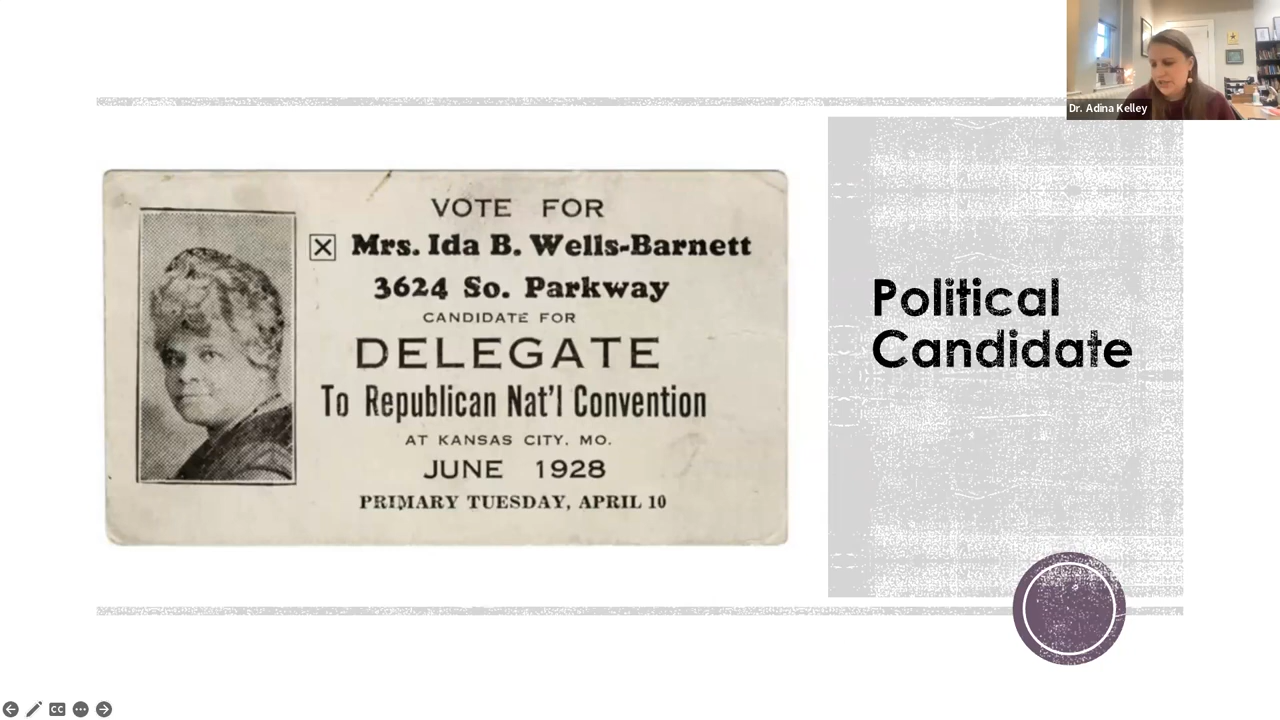 Dr. Adina Kelley
VOTE FOR
Mrs. Ida B. Wells-Barnett
3624 So. Parkway
CANDIDATE FOR
DELEGATE
To Republican Nat'l Convention
AT KANSAS CITY. MO.
JUNE 1928
PRIMARY TUESDAY, APRIL 10
Political
Candidate
CC